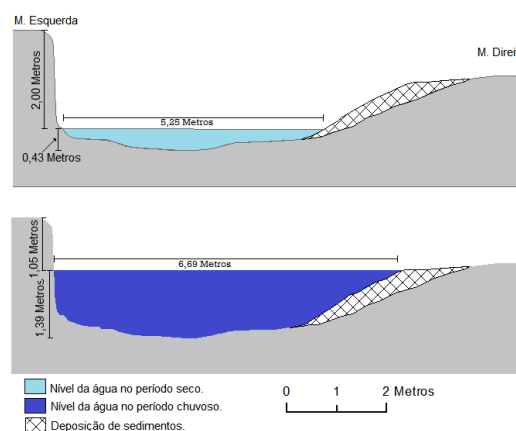 M. Esquerda
M. Direi
2,00 Metros
5,25 Metros
0,43 Metros
1,05 Metros
6,69 Metros
1,39 Metros
Nível da água no período seco.
Nível da água no período chuvoso.
Deposição de sedimentos.
0 1 2 Metros